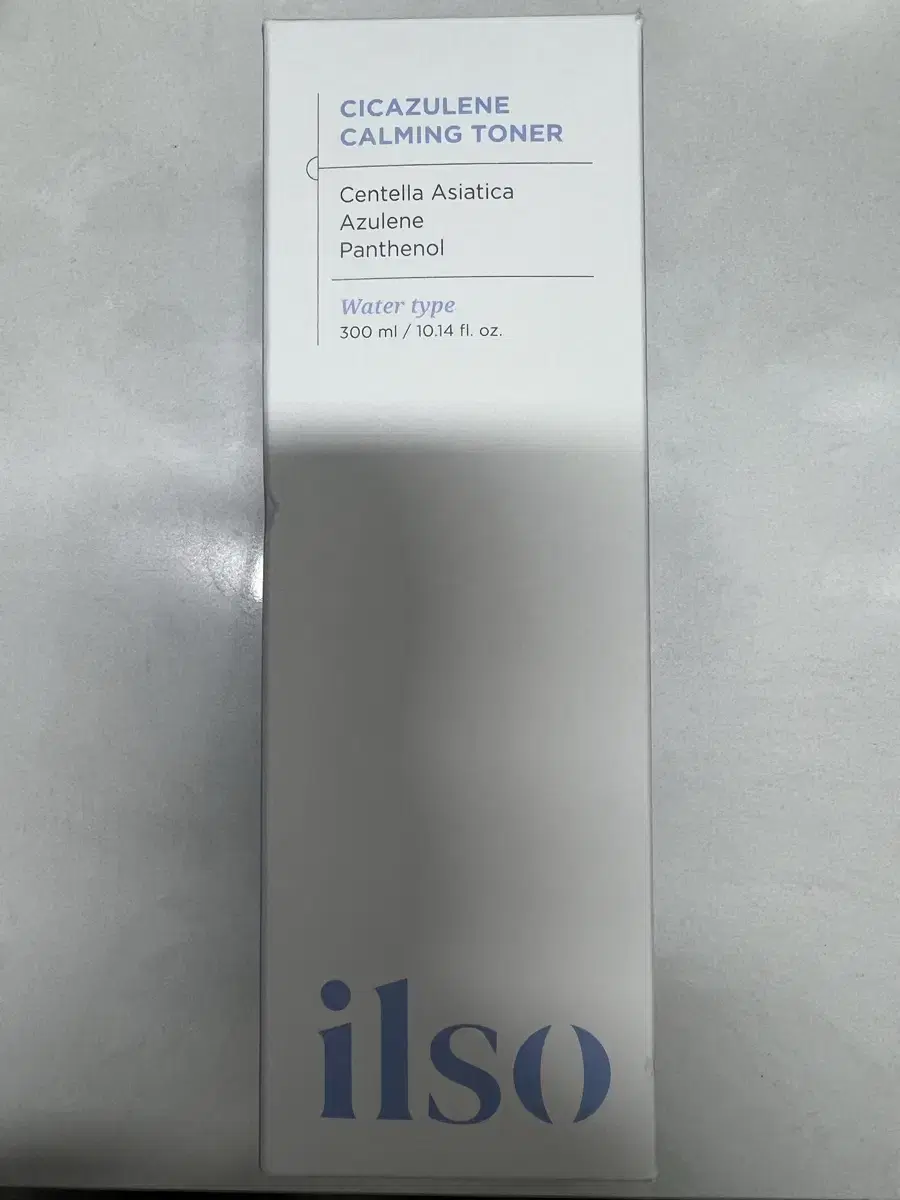 CICAZULENE
CALMING TONER
Centella Asiatica
Azulene
Panthenol
Water type
300 ml / 10.14 fl. oz.
ilso